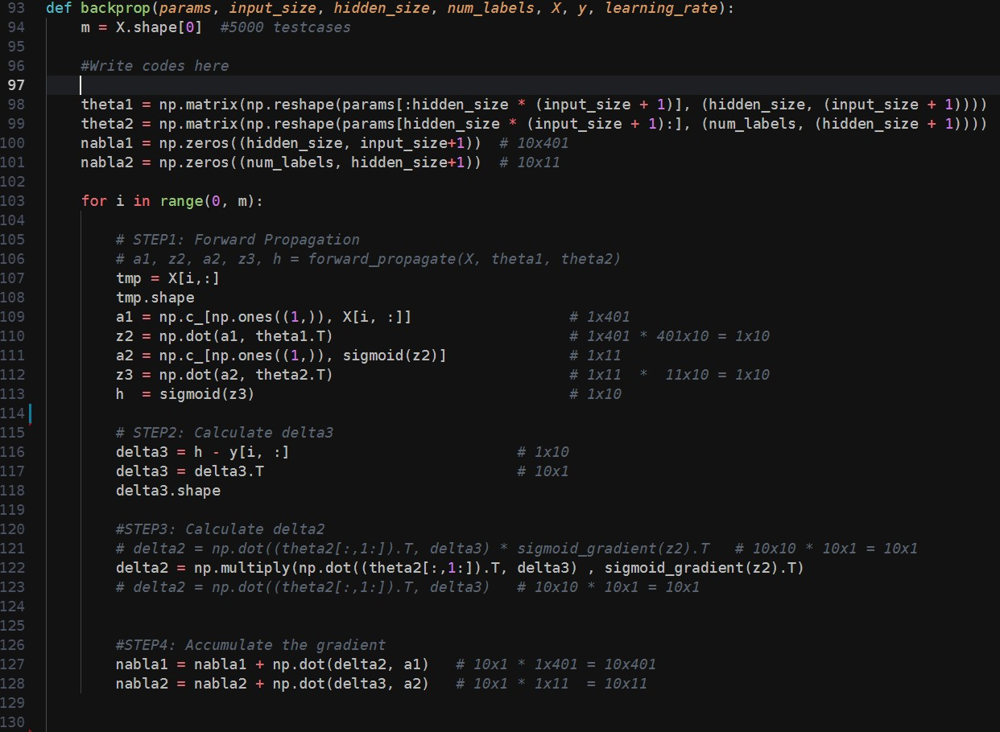 93 def backprop(params, input_size, hidden_size, num_labels, X, y, learning_rate):
94     m = X.shape[0]  #5000 testcases
95
96     #Write codes here
97
98     theta1 = np.matrix(np.reshape(params[:hidden_size * (input_size + 1)], (hidden_size, (input_size + 1))))
99     theta2 = np.matrix(np.reshape(params[hidden_size * (input_size + 1):], (num_labels, (hidden_size + 1))))
100     nabla1 = np.zeros((hidden_size, input_size+1))  # 10x401
101     nabla2 = np.zeros((num_labels, hidden_size+1))  # 10x11
102
103     for i in range(0, m):
104
105         # STEP1: Forward Propagation
106         # a1, z2, a2, z3, h = forward_propagate(X, theta1, theta2)
107         tmp = X[i,:]
108         tmp.shape
109         a1 = np.c_[np.ones((1,)), X[i, :]]                  # 1x401
110         z2 = np.dot(a1, theta1.T)                           # 1x401 * 401x10 = 1x10
111         a2 = np.c_[np.ones((1,)), sigmoid(z2)]              # 1x11
112         z3 = np.dot(a2, theta2.T)                           # 1x11  *  11x10 = 1x10
113         h  = sigmoid(z3)                                    # 1x10
114
115         # STEP2: Calculate delta3
116         delta3 = h - y[i, :]                          # 1x10
117         delta3 = delta3.T                             # 10x1
118         delta3.shape
119
120         #STEP3: Calculate delta2
121         # delta2 = np.dot((theta2[:,1:]).T, delta3) * sigmoid_gradient(z2).T   # 10x10 * 10x1 = 10x1
122         delta2 = np.multiply(np.dot((theta2[:,1:]).T, delta3) , sigmoid_gradient(z2).T)
123         # delta2 = np.dot((theta2[:,1:]).T, delta3)   # 10x10 * 10x1 = 10x1
124
125
126         #STEP4: Accumulate the gradient
127         nabla1 = nabla1 + np.dot(delta2, a1)   # 10x1 * 1x401 = 10x401
128         nabla2 = nabla2 + np.dot(delta3, a2)   # 10x1 * 1x11  = 10x11
129
130